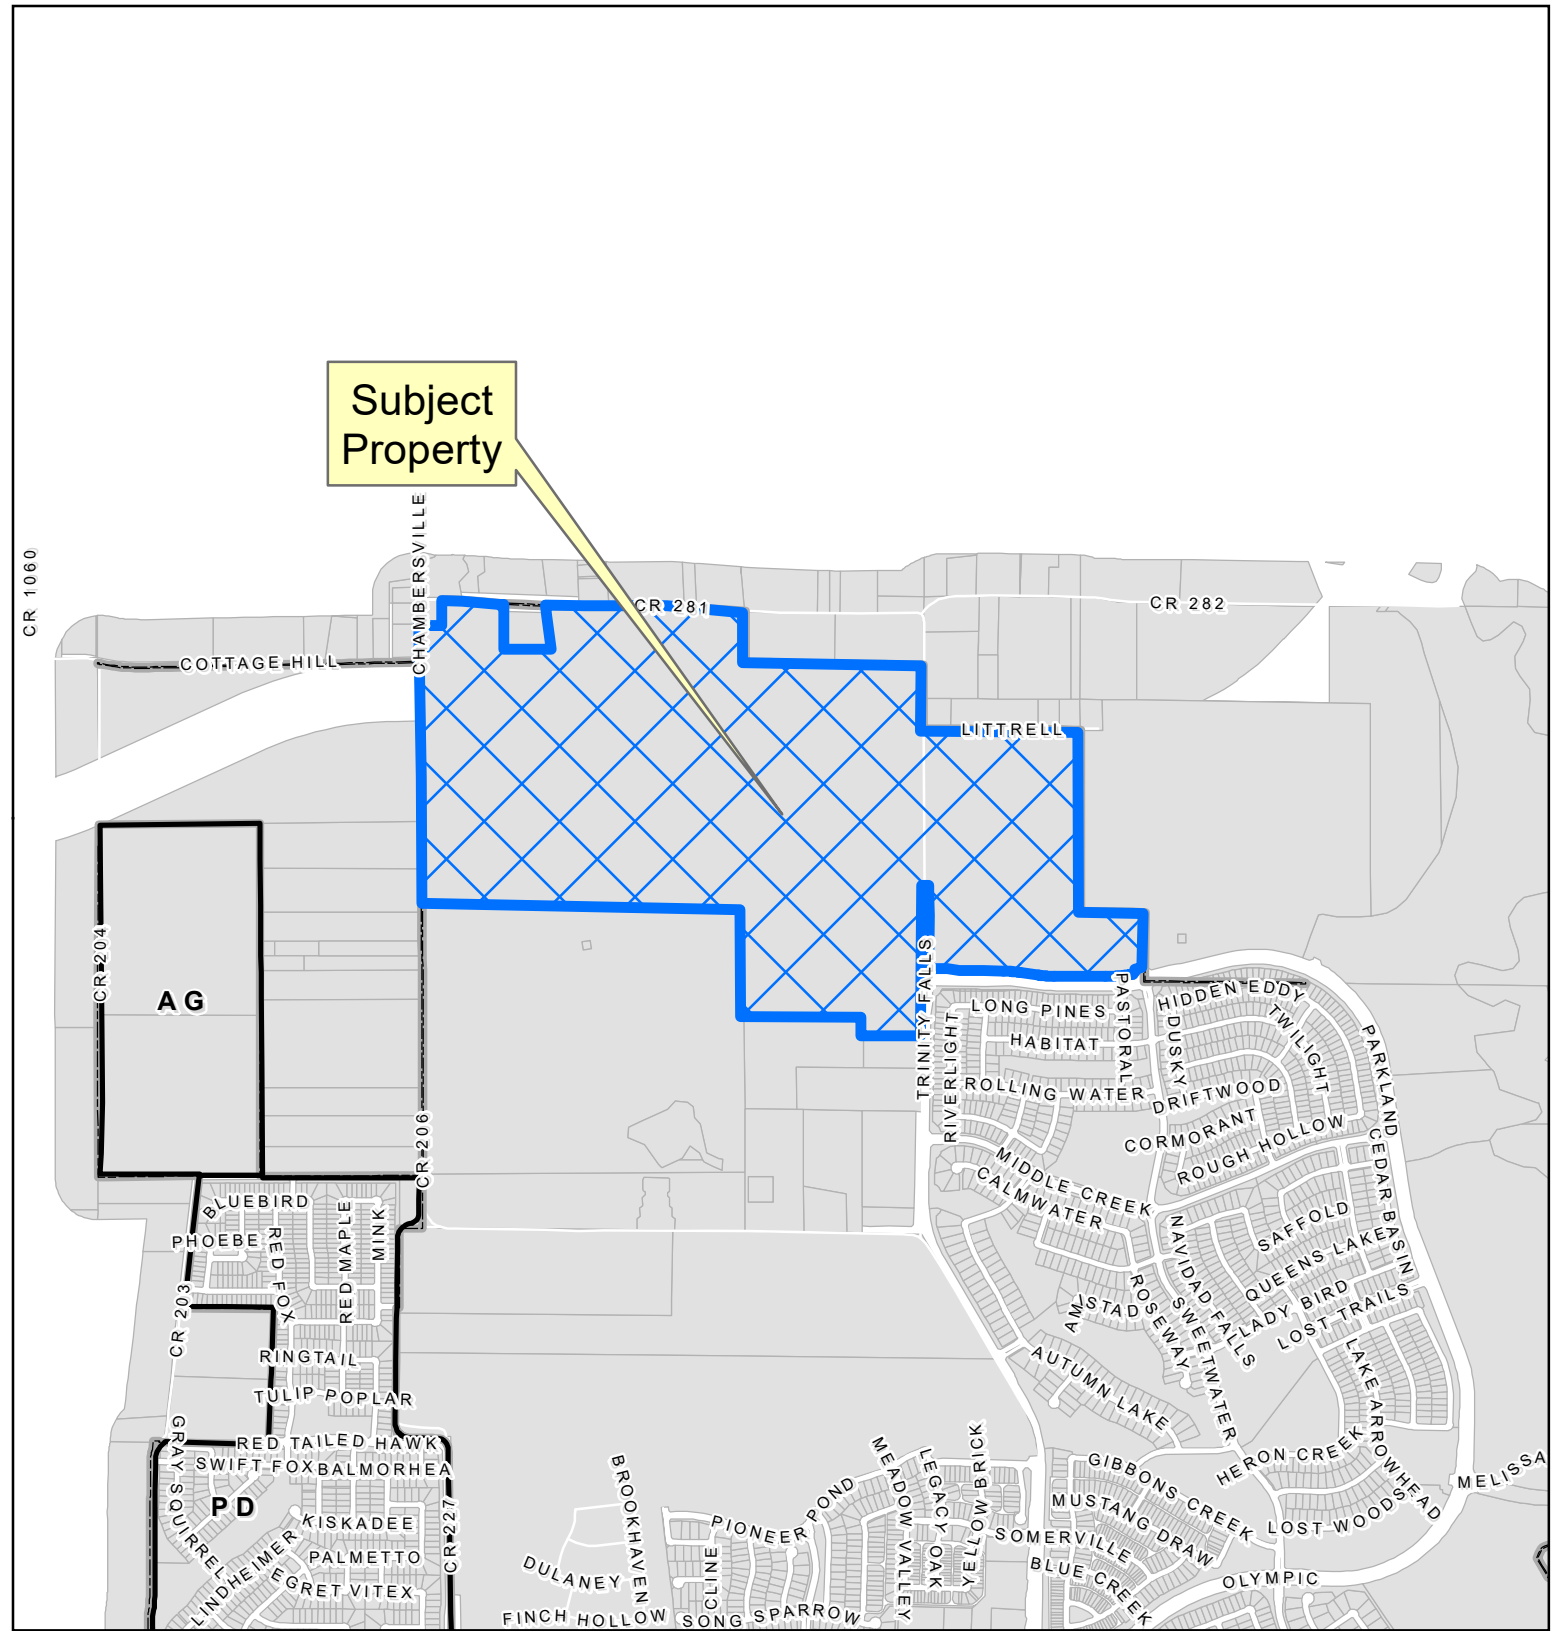 Subject
Property
CHAMBERSVILLE
CR 1060
CR 281
CR 282
COTTAGE HILL
LITTRELL
CR 204
AG
TRINITY FALLS
PASTORAL
HIDDEN EDDY
LONG PINES
RIVERLIGHT
HABITAT
DUSKY
TWILIGHT
PARKLAND
ROLLING WATER
DRIFTWOOD
CORMORANT
ROUGH HOLLOW
CR 206
MIDDLE CREEK
CALMWATER
CEDAR BASIN
BLUEBIRD
PHOEBE
RED FOX
RED MAPLE
MINK
NAVIDAD FALLS
SAFFOLD
QUEENS LAKE
CR 203
AMISTAD
ROSEWAY
SWEETWATER
LADY BIRD
LOST TRAILS
RINGTAIL
TULIP POPLAR
AUTUMN LAKE
LAKE ARROWHEAD
GRAY SQUIRREL
RED TAILED HAWK
SWIFT FOX
BALMORHEA
PD
KISKADEE
CR 227
LINDHEIMER
PALMETTO
EGRET
VITEX
BROOKHAVEN
DULANEY
CLINE
PIONEER
POND
MEADOW VALLEY
LEGACY OAK
YELLOW BRICK
GIBBONS CREEK
HERON CREEK
MELISSA
MUSTANG DRAW
LOST WOODS
SOMERVILLE
BLUE CREEK
OLYMPIC
FINCH HOLLOW
SONG SPARROW